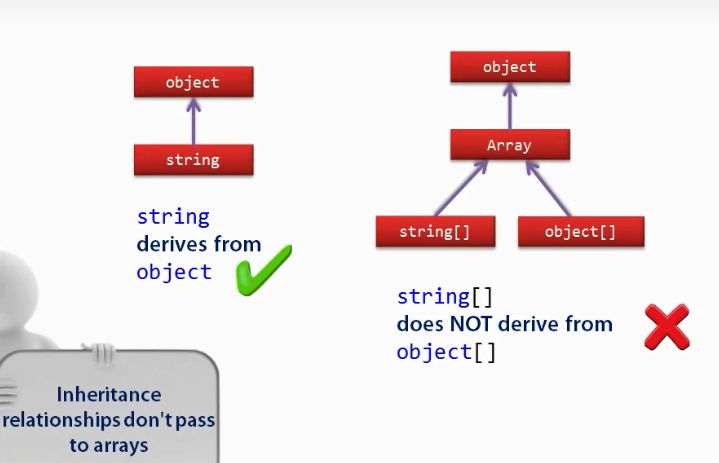 object
string
string
derives from
object
object
Array
string[]
object[]
string[]
does NOT derive from
object[]
Inheritance
relationships don't pass
to arrays